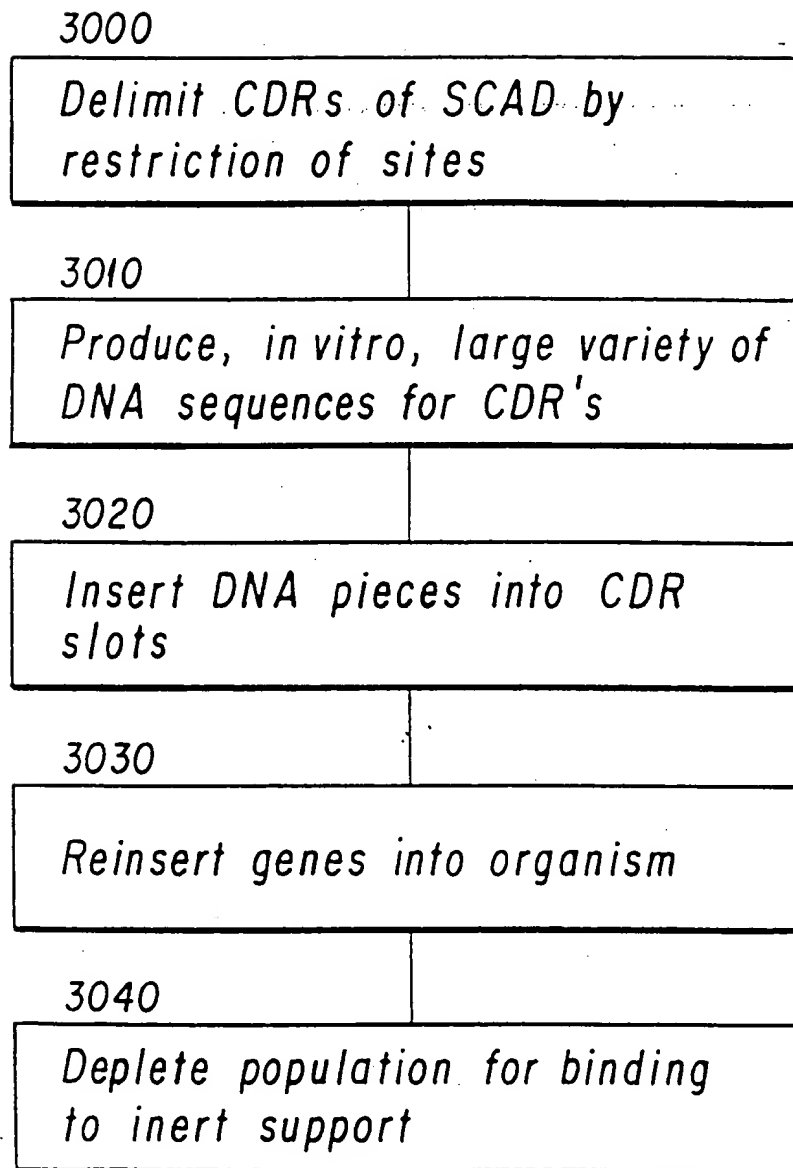 3000
Delimit CDRs of SCAD by
restriction of sites
3010
Produce, in vitro, large variety of
DNA sequences for CDR's
3020
Insert DNA pieces into CDR
slots
3030
Reinsert genes into organism
3040
Deplete population for binding
to inert support